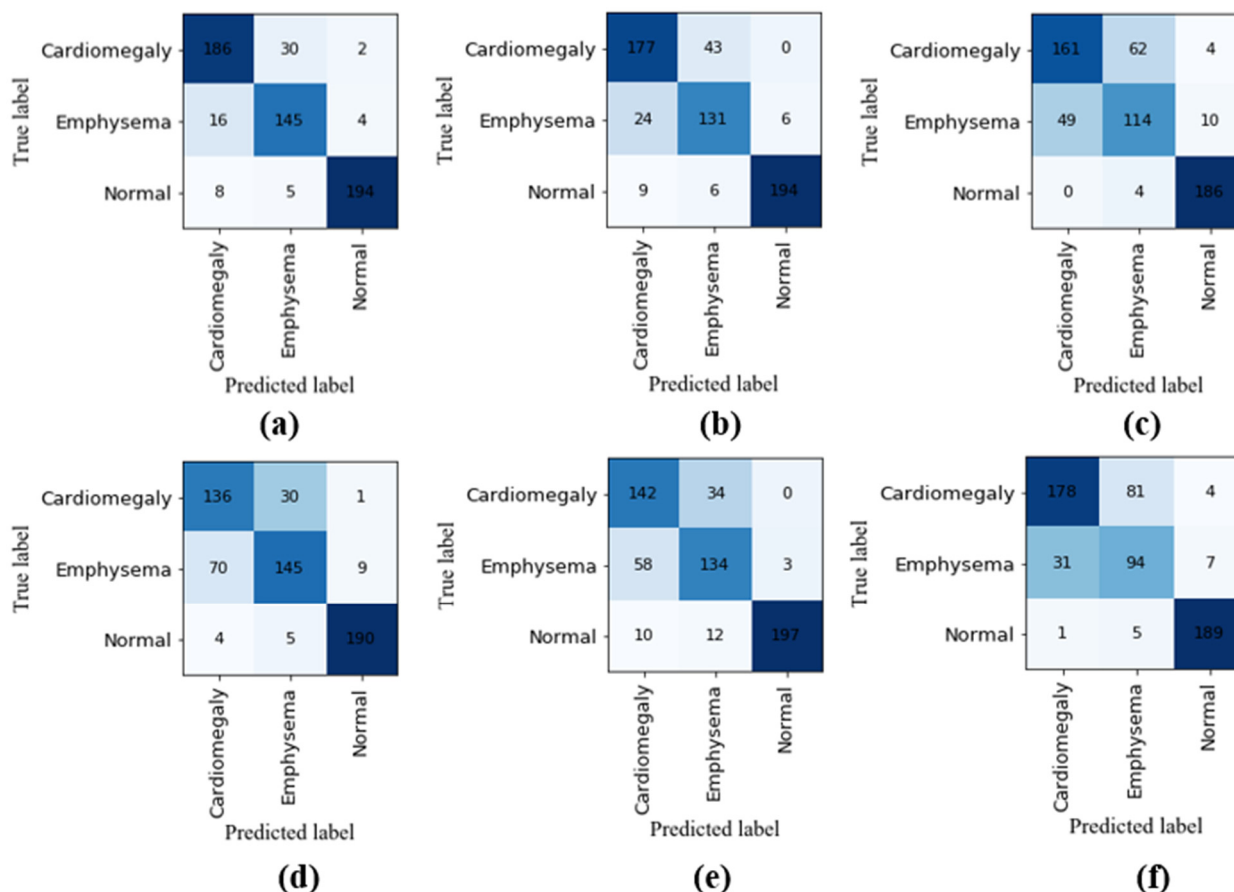 True label
Cardiomegaly 186 30 2
Emphysema 16 145 4
Normal 8 5 194
Cardiomegaly
Emphysema
Normal
Predicted label
(a)
True label
Cardiomegaly 177 43 0
Emphysema 24 131 6
Normal 9 6 194
Cardiomegaly
Emphysema
Normal
Predicted label
(b)
True label
Cardiomegaly 161 62 4
Emphysema 49 114 10
Normal 0 4 186
Cardiomegaly
Emphysema
Normal
Predicted label
(c)
True label
Cardiomegaly 136 30 1
Emphysema 70 145 9
Normal 4 5 190
Cardiomegaly
Emphysema
Normal
Predicted label
(d)
True label
Cardiomegaly 142 34 0
Emphysema 58 134 3
Normal 10 12 197
Cardiomegaly
Emphysema
Normal
Predicted label
(e)
True label
Cardiomegaly 178 81 4
Emphysema 31 94 7
Normal 1 5 189
Cardiomegaly
Emphysema
Normal
Predicted label
(f)